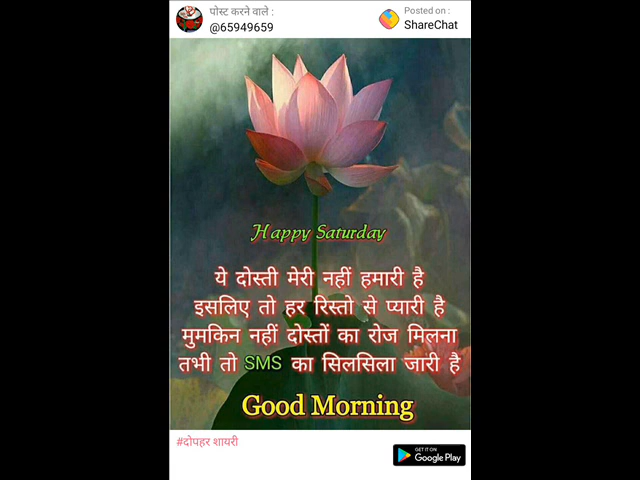 पोस्ट करने वाले :
@65949659
Posted on :
ShareChat
Happy Saturday
ये दोस्ती मेरी नहीं हमारी है
इसलिए तो हर रिस्तो से प्यारी है
मुमकिन नहीं दोस्तों का रोज मिलना
तभी तो SMS का सिलसिला जारी है
Good Morning
#दोपहर शायरी
GET IT ON
Google Play